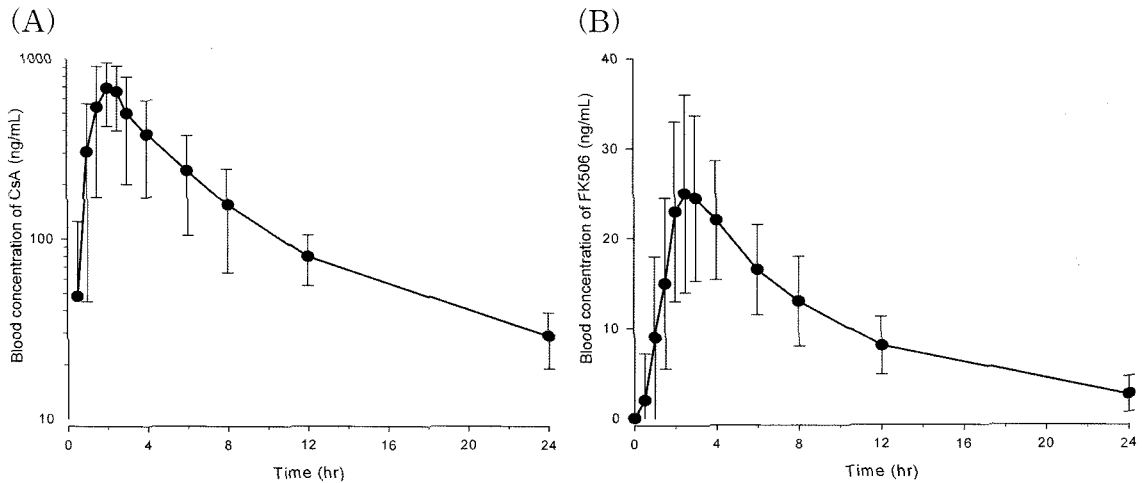 (A)
(B)
1000
100
10
Blood concentration of CsA (ng/mL)
0 4 8 12 16 20 24
Time (hr)
40
30
20
10
0
Blood concentration of FK506 (ng/mL)
0 4 8 12 16 20 24
Time (hr)